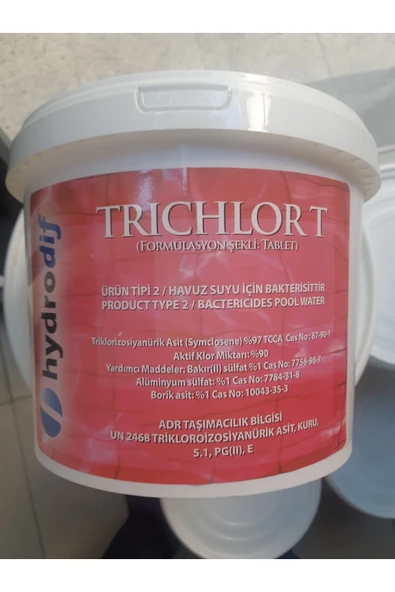 hydrodif
TRICHLOR T
(FORMÜLASYON ŞEKLİ: TABLET)
ÜRÜN TİPİ 2 / HAVUZ SUYU İÇİN BAKTERİSİTTİR
PRODUCT TYPE 2 / BACTERICIDES POOL WATER
Triklorizosiyanürik Asit (Symclosene) %97 TCCA Cas No: 87-90-1
Aktif Klor Miktarı: %90
Yardımcı Maddeler: Bakır(II) sülfat %1 Cas No: 7758-99-7
Alüminyum sülfat: %1 Cas No: 7784-31-8
Borik asit: %1 Cas No: 10043-35-3
ADR TAŞIMACILIK BİLGİSİ
UN 2468 TRİKLOROİZOSİYANÜRİK ASİT, KURU,
5.1, PG(II), E